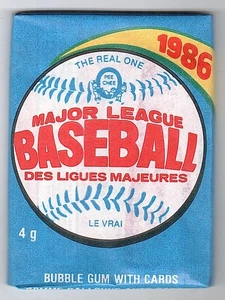 1986
THE REAL ONE
O
PEE CHEE
MAJOR LEAGUE
BASEBALL
DES LIGUES MAJEURES
LE VRAI
4 g
BUBBLE GUM WITH CARDS